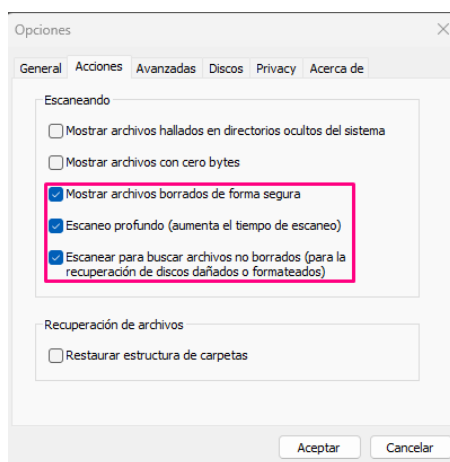 Opciones
General Acciones Avanzadas Discos Privacy Acerca de
Escaneando
Mostrar archivos hallados en directorios ocultos del sistema
Mostrar archivos con cero bytes
Mostrar archivos borrados de forma segura
Escaneo profundo (aumenta el tiempo de escaneo)
Escanear para buscar archivos no borrados (para la
recuperación de discos dañados o formateados)
Recuperación de archivos
Restaurar estructura de carpetas
Aceptar Cancelar